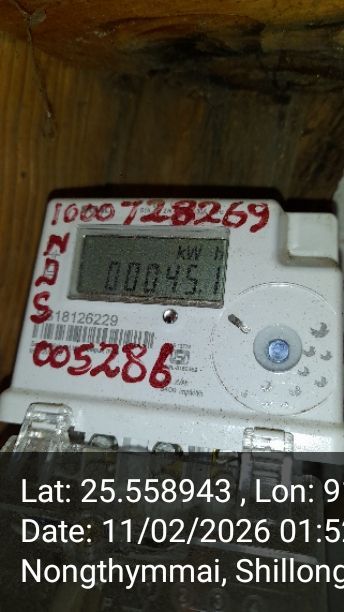 1000728269
kW h
00045.1
N
D
S
18126229
005286
Lat: 25.558943 , Lon: 9
Date: 11/02/2026 01:5
Nongthymmai, Shillong